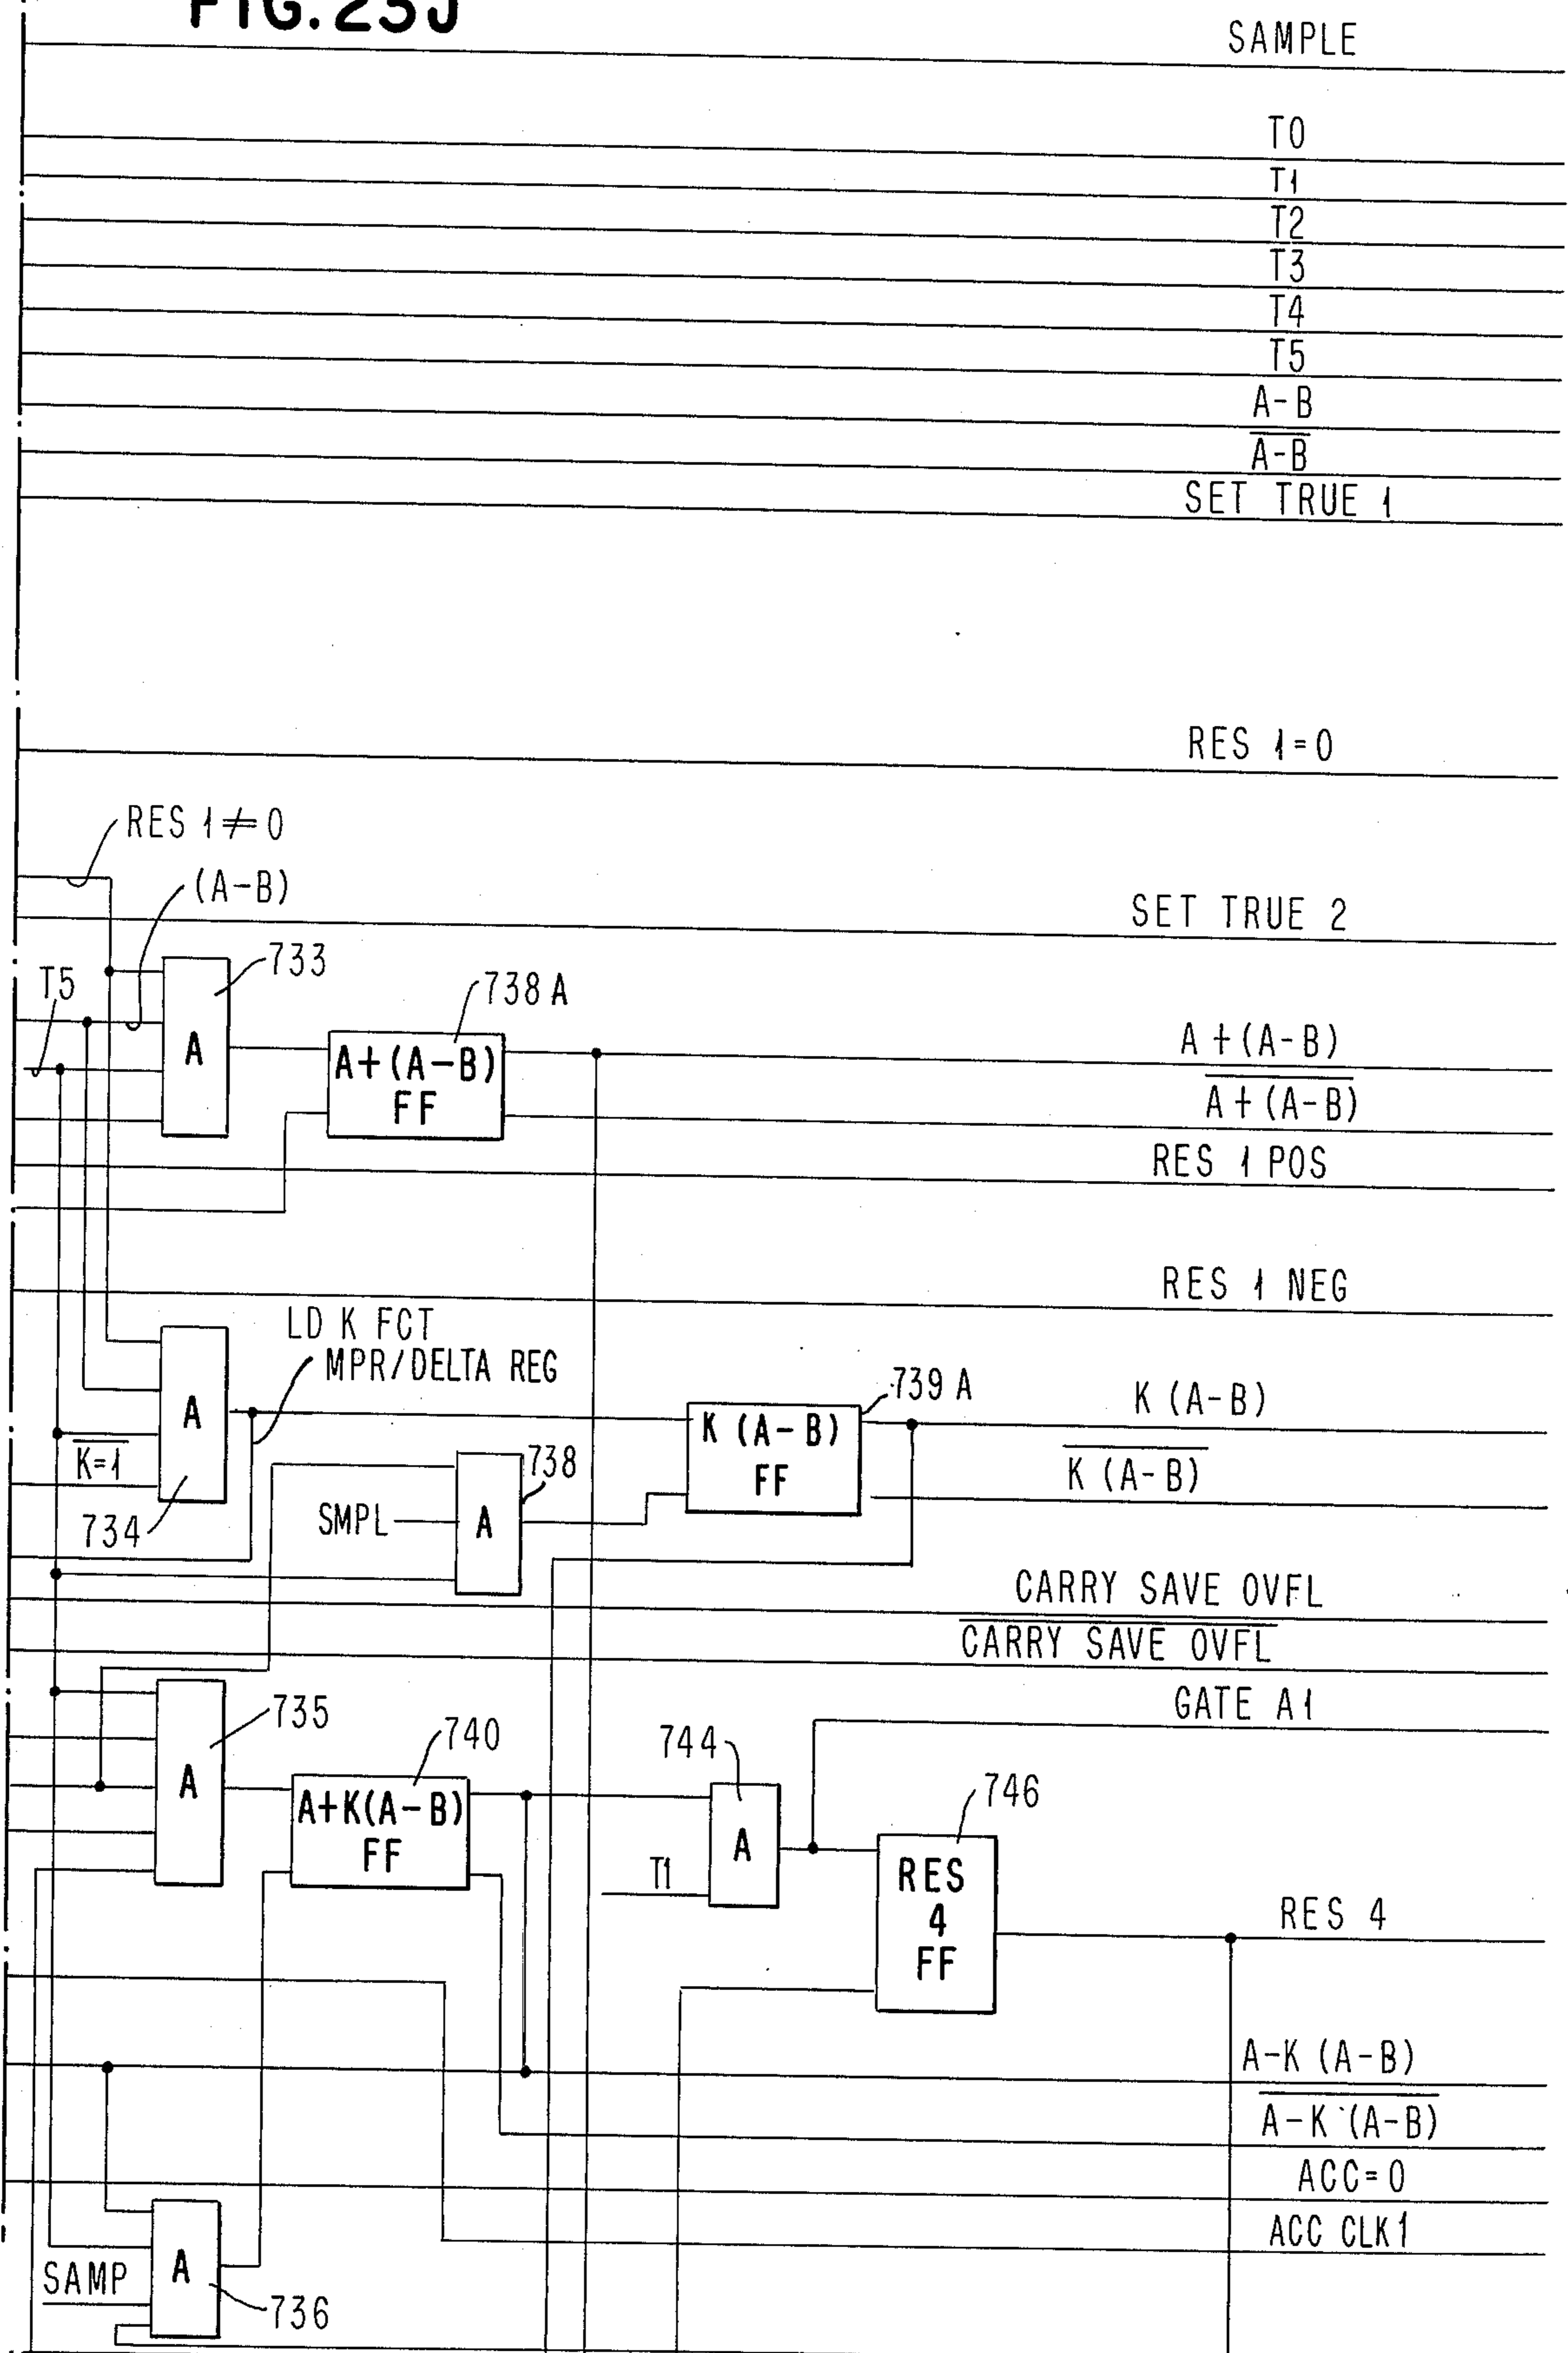 FIG. 23J
SAMPLE
T0
T1
T2
T3
T4
T5
A-B
A̅-̅B̅
SET TRUE 1
RES 1=0
RES 1≠0
(A-B)
SET TRUE 2
733
T5
738 A
A
A+(A-B)
FF
A+(A-B)
A̅+̅(̅A̅-̅B̅)̅
RES 1 POS
RES 1 NEG
LD K FCT
MPR/DELTA REG
739 A
A
K (A-B)
FF
K (A-B)
K̅ ̅(̅A̅-̅B̅)̅
K̅=̅1̅
738
SMPL
A
734
CARRY SAVE OVFL
C̅A̅R̅R̅Y̅ ̅S̅A̅V̅E̅ ̅O̅V̅F̅L̅
GATE A1
735
740
744
A
A+K(A-B)
FF
746
A
T1
RES
4
FF
RES 4
A-K (A-B)
A̅-̅K̅ ̅(̅A̅-̅B̅)̅
ACC=0
ACC CLK1
SAMP
A
736